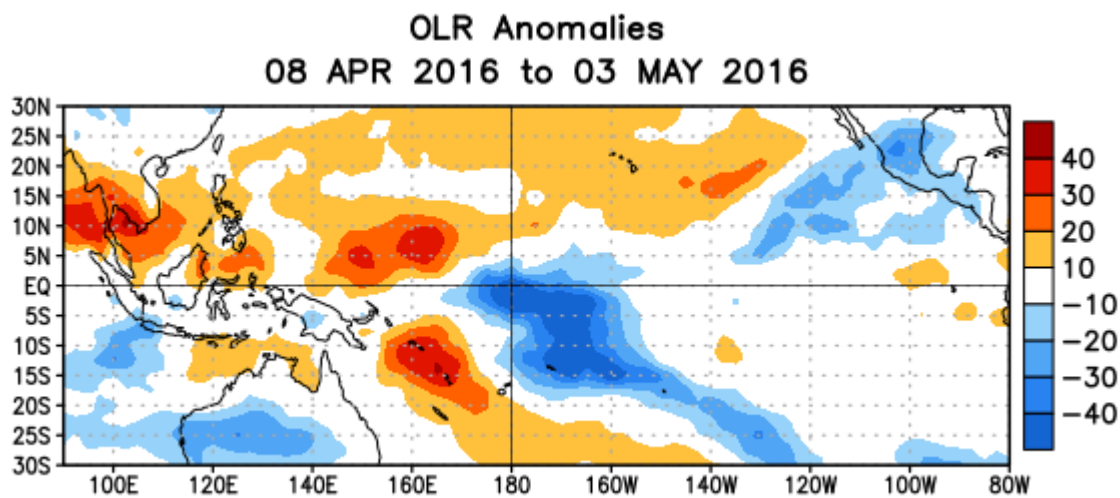 OLR Anomalies
08 APR 2016 to 03 MAY 2016
30N
25N
20N
15N
10N
5N
EQ
5S
10S
15S
20S
25S
30S
100E 120E 140E 160E 180 160W 140W 120W 100W 80W
40
30
20
10
−10
−20
−30
−40